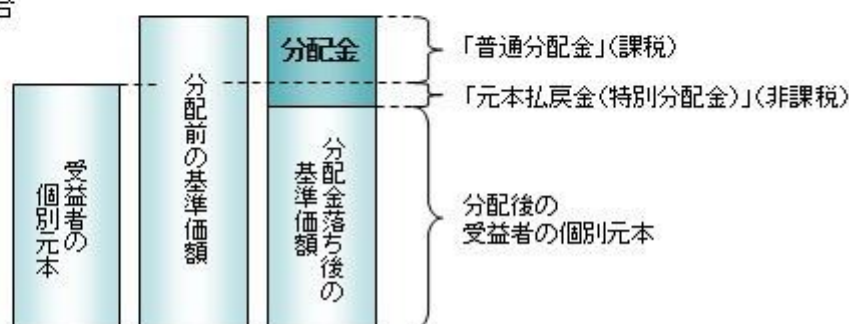 合
分配金
「普通分配金」(課税)
「元本払戻金(特別分配金)」(非課税)
受益者の
個別元本
分配前の基準価額
分配金落ち後の
基準価額
分配後の
受益者の個別元本